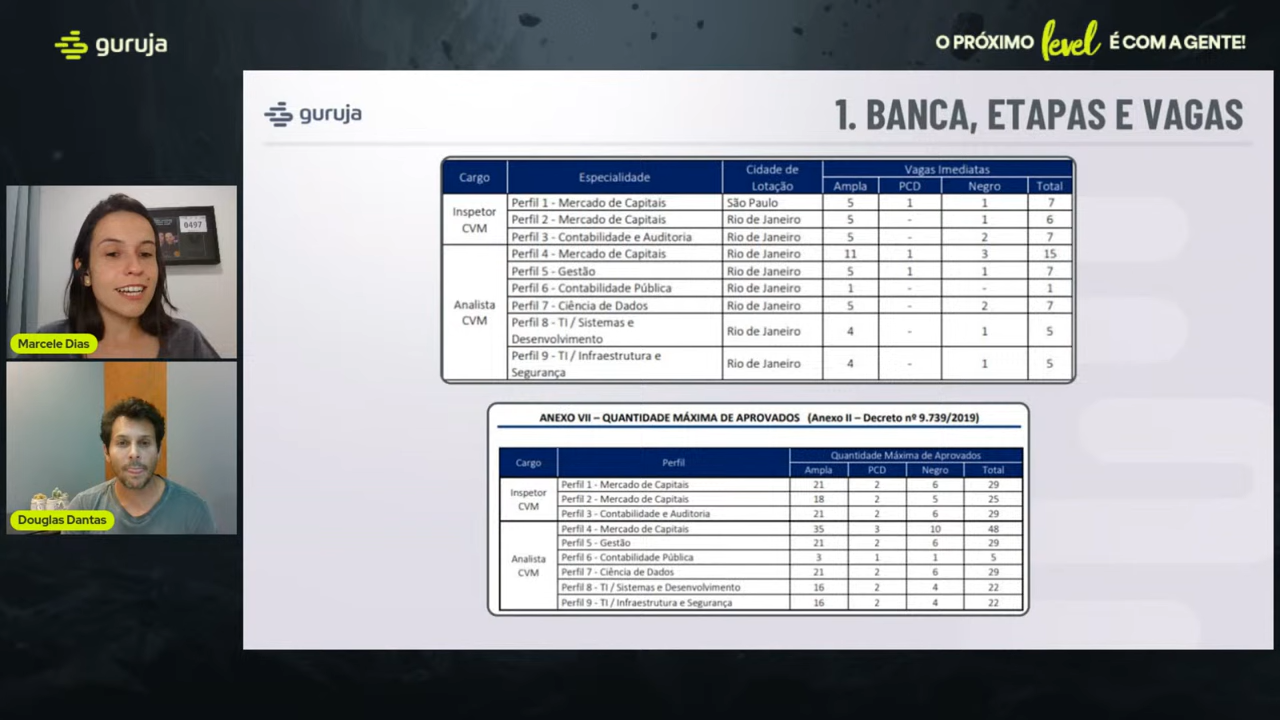 guruja
O PRÓXIMO level É COM A GENTE!
guruja
1. BANCA, ETAPAS E VAGAS
Cargo Especialidade Cidade de Lotação Vagas Imediatas
Ampla PCD Negro Total
Inspetor CVM
Perfil 1 - Mercado de Capitais São Paulo 5 1 1 7
Perfil 2 - Mercado de Capitais Rio de Janeiro 5 - 1 6
Perfil 3 - Contabilidade e Auditoria Rio de Janeiro 5 - 2 7
Analista CVM
Perfil 4 - Mercado de Capitais Rio de Janeiro 11 1 3 15
Perfil 5 - Gestão Rio de Janeiro 5 1 1 7
Perfil 6 - Contabilidade Pública Rio de Janeiro 1 - - 1
Perfil 7 - Ciência de Dados Rio de Janeiro 5 - 2 7
Perfil 8 - TI / Sistemas e Desenvolvimento Rio de Janeiro 4 - 1 5
Perfil 9 - TI / Infraestrutura e Segurança Rio de Janeiro 4 - 1 5
ANEXO VII – QUANTIDADE MÁXIMA DE APROVADOS (Anexo II – Decreto nº 9.739/2019)
Cargo Perfil Quantidade Máxima de Aprovados
Ampla PCD Negro Total
Inspetor CVM
Perfil 1 - Mercado de Capitais 21 2 6 29
Perfil 2 - Mercado de Capitais 18 2 5 25
Perfil 3 - Contabilidade e Auditoria 21 2 6 29
Analista CVM
Perfil 4 - Mercado de Capitais 35 3 10 48
Perfil 5 - Gestão 21 2 6 29
Perfil 6 - Contabilidade Pública 3 1 1 5
Perfil 7 - Ciência de Dados 21 2 6 29
Perfil 8 - TI / Sistemas e Desenvolvimento 16 2 4 22
Perfil 9 - TI / Infraestrutura e Segurança 16 2 4 22
0497
Marcele Dias
Douglas Dantas